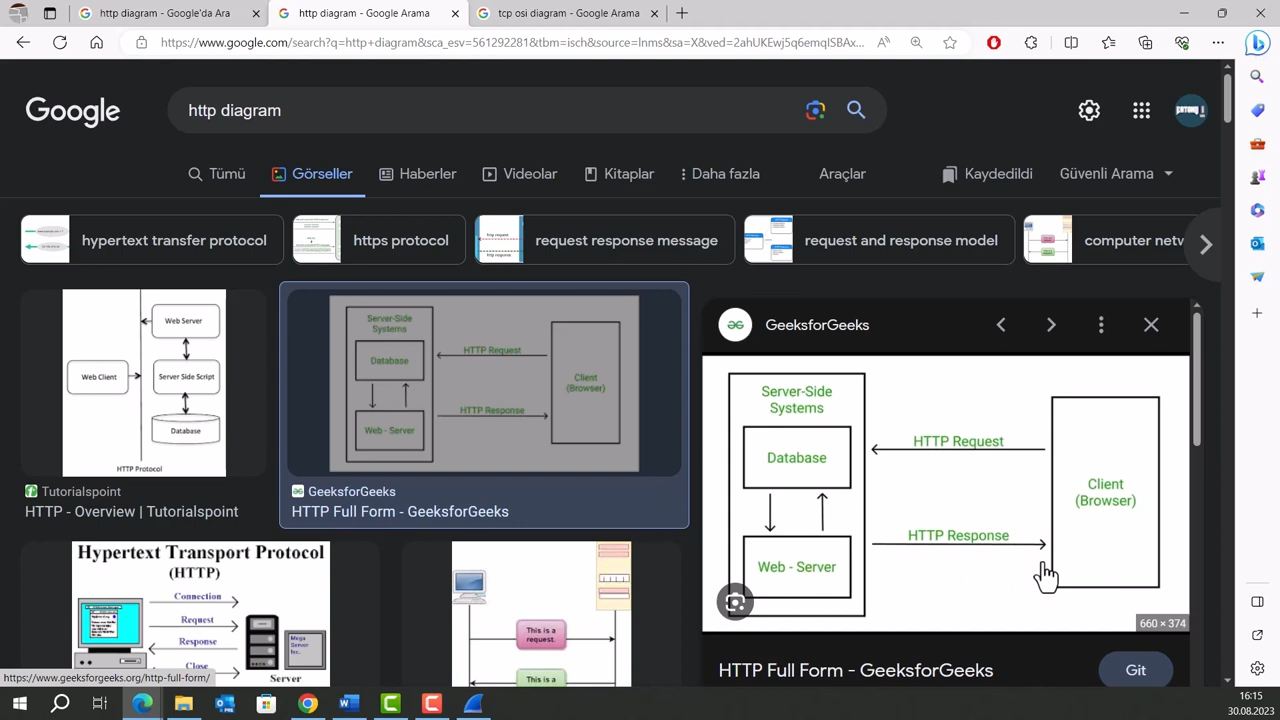 http diagram - Google'da Ara
http diagram - Google Arama
tcp osi diagram - Google Arama
https://www.google.com/search?q=http+diagram&sca_esv=561292281&tbm=isch&source=lnms&sa=X&ved=2ahUKEwj5q6emqISBAx...
Google
http diagram
Tümü
Görseller
Haberler
Videolar
Kitaplar
Daha fazla
Araçlar
Kaydedildi
Güvenli Arama
hypertext transfer protocol
https protocol
request response message
request and response model
computer netw
Web Server
Web Client
Server Side Script
Database
HTTP Protocol
Tutorialspoint
HTTP - Overview | Tutorialspoint
Server-Side
Systems
Database
HTTP Request
Client
(Browser)
HTTP Response
Web - Server
GeeksforGeeks
HTTP Full Form - GeeksforGeeks
GeeksforGeeks
Server-Side
Systems
Database
HTTP Request
Client
(Browser)
HTTP Response
Web - Server
660 × 374
HTTP Full Form - GeeksforGeeks
Git
Hypertext Transport Protocol
(HTTP)
Connection
Request
Response
Close
Server
This is a
request.
This is a
https://www.geeksforgeeks.org/http-full-form/
16:15
30.08.2023